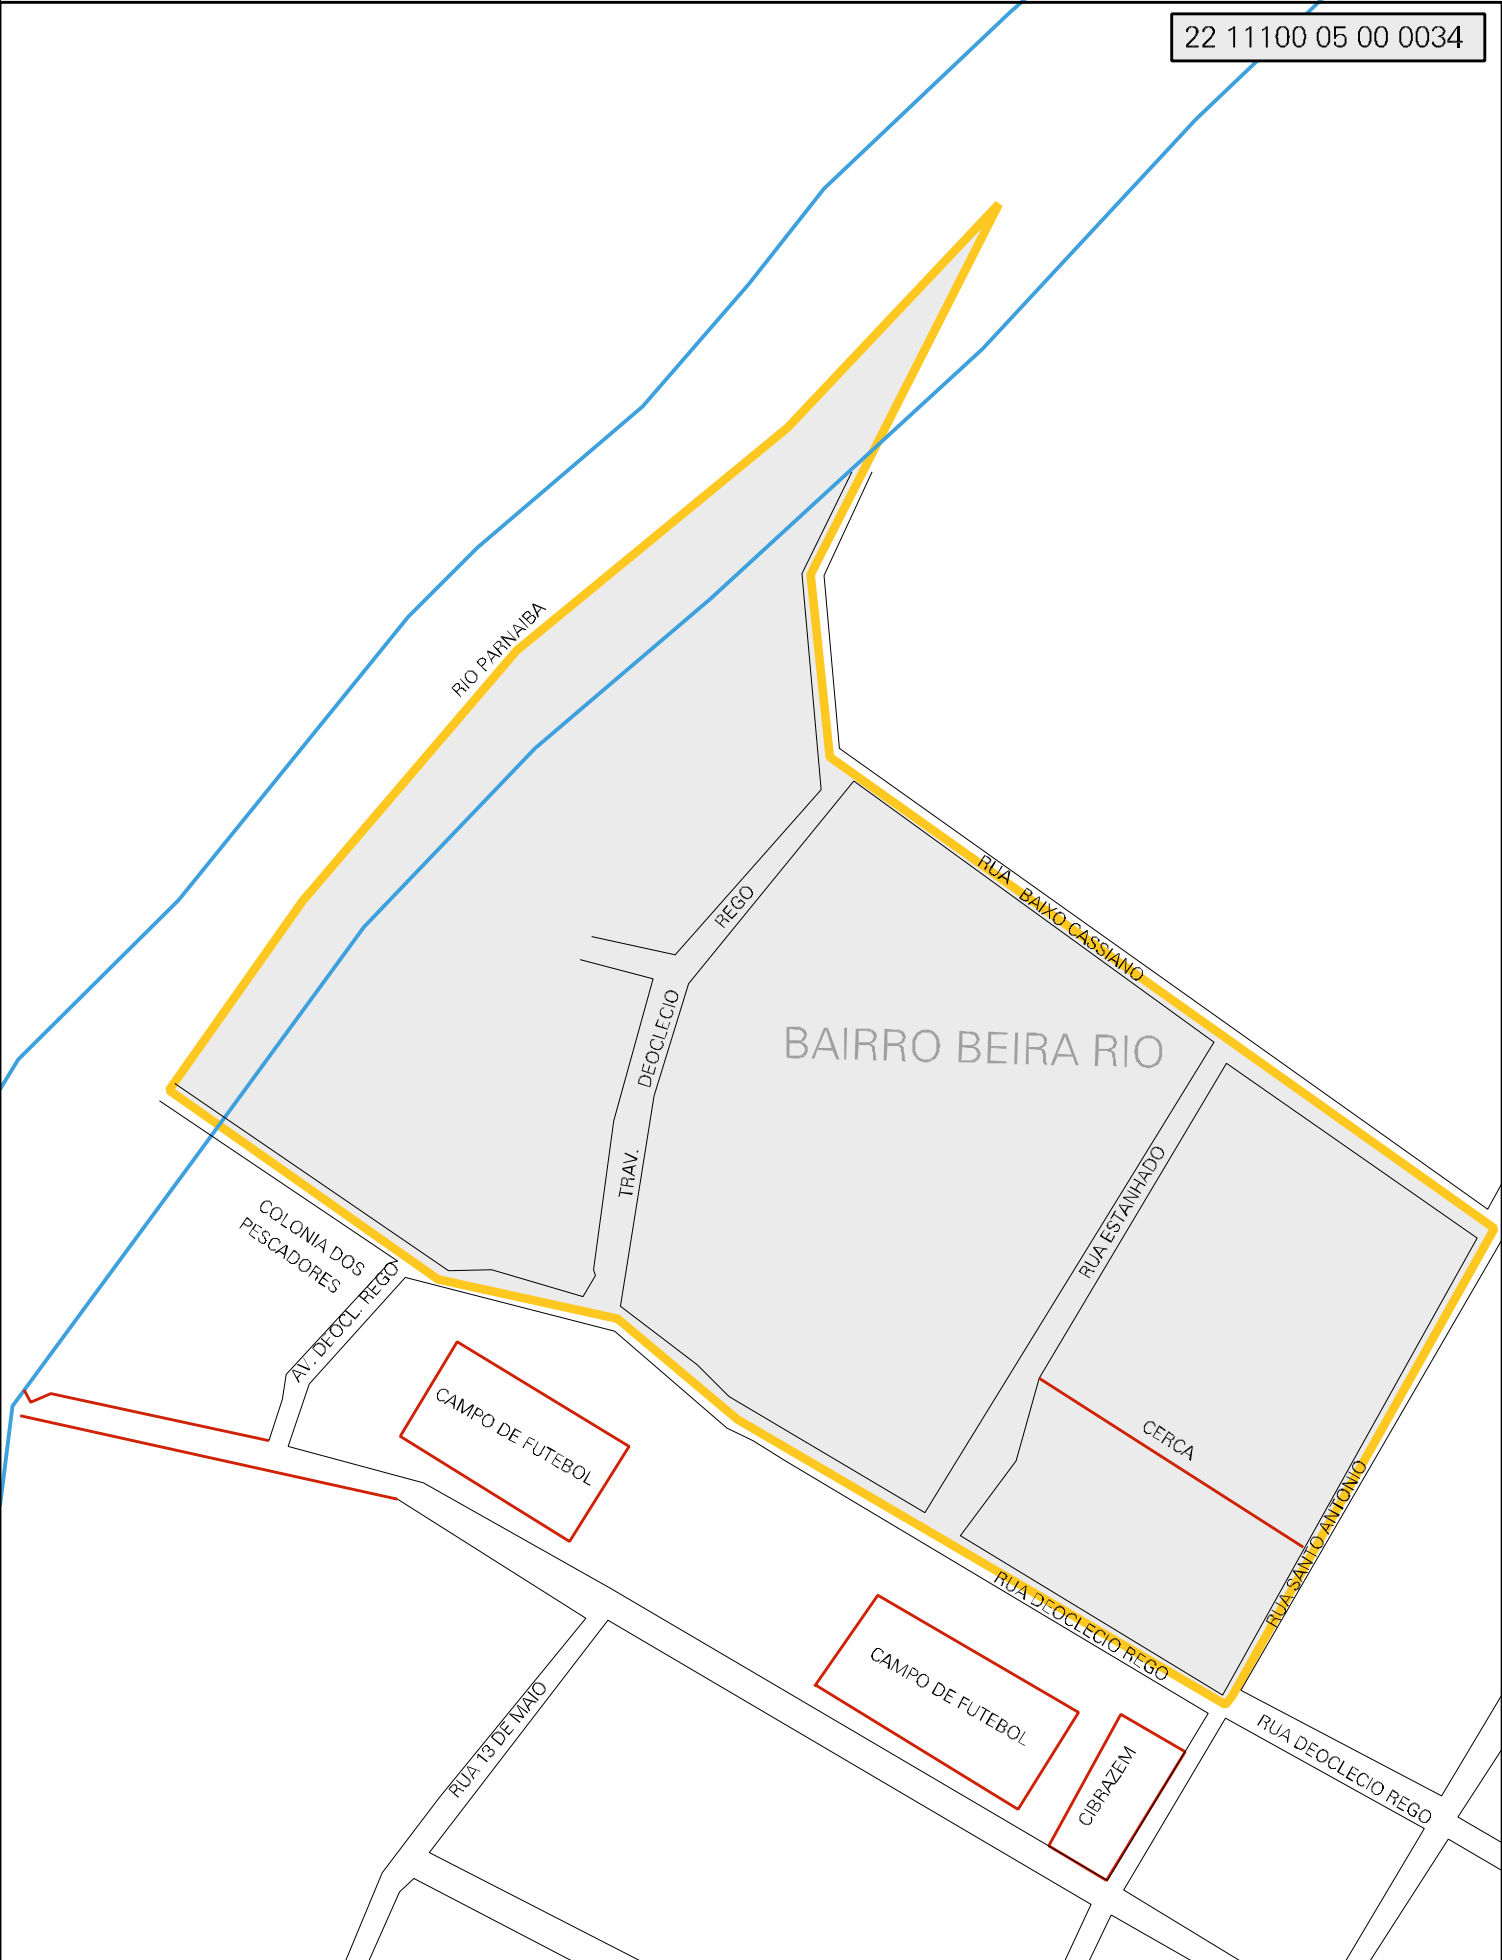 22 11100 05 00 0034
RIO PARNAIBA
RUA BAIXO CASSIANO
REGO
DEOCLECIO
TRAV.
BAIRRO BEIRA RIO
RUA ESTANHADO
COLONIA DOS
PESCADORES
AV. DEOCL. REGO
CAMPO DE FUTEBOL
CERCA
RUA SANTO ANTONIO
RUA DEOCLECIO REGO
CAMPO DE FUTEBOL
CIBRAZEM
RUA DEOCLECIO REGO
RUA 13 DE MAIO